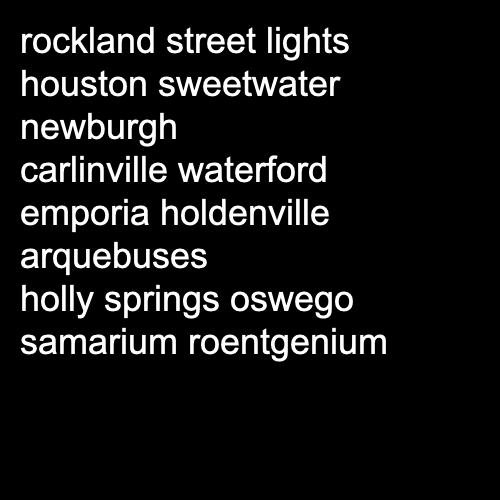 rockland street lights
houston sweetwater
newburgh
carlinville waterford
emporia holdenville
arquebuses
holly springs oswego
samarium roentgenium